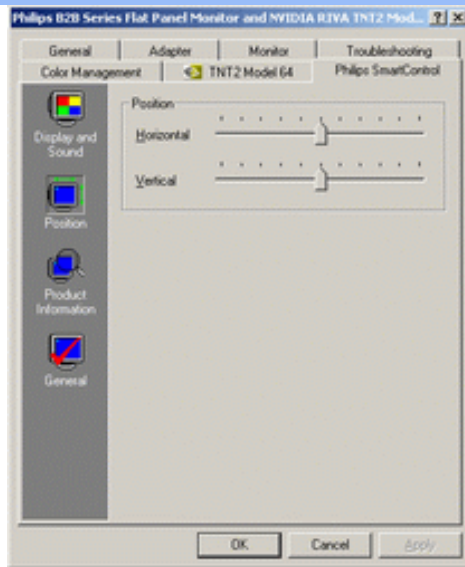 Philips B2B Series Flat Panel Monitor and NVIDIA RIVA TNT2 Mod...
General Adapter Monitor Troubleshooting
Color Management TNT2 Model 64 Philips SmartControl
Display and
Sound
Position
Product
Information
General
Position
Horizontal
Vertical
OK Cancel Apply